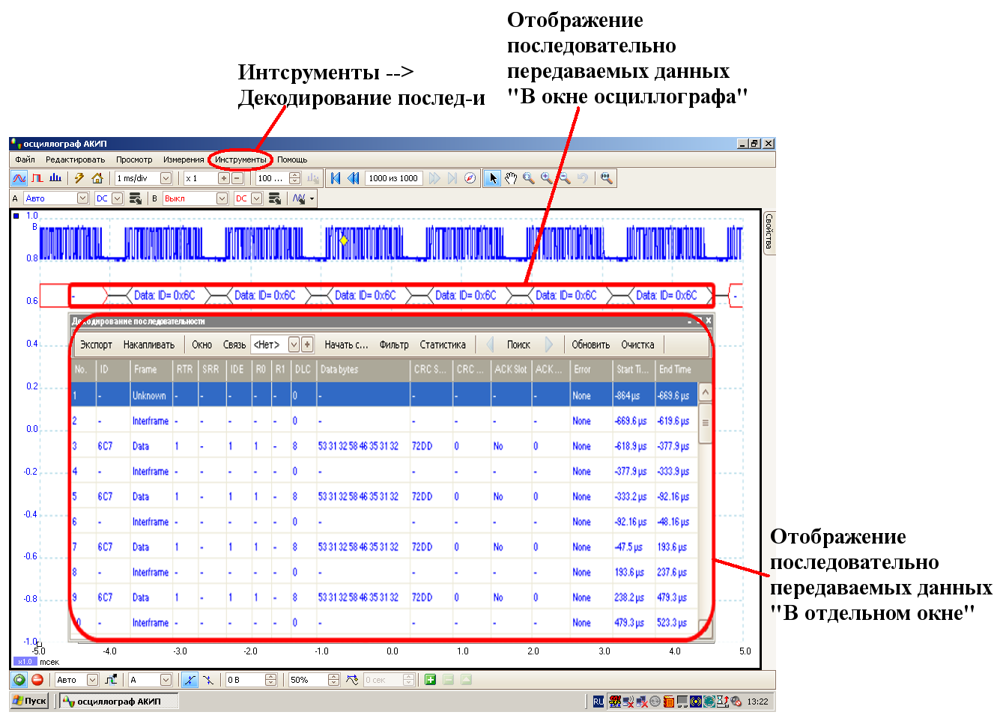 Отображение
последовательно
передаваемых данных
"В окне осциллографа"
Интсрументы -->
Декодирование послед-и
осциллограф АКИП
Файл Редактировать Просмотр Измерения Инструменты Помощь
1 ms/div x 1 + − 100 ... 1000 из 1000
A Авто DC B Выкл DC
Свойства
1.0
В
0.8
0.6
- Data: ID= 0x6C Data: ID= 0x6C Data: ID= 0x6C Data: ID= 0x6C Data: ID= 0x6C Data: ID= 0x6C -
0.4
0.2
0.0
-0.2
-0.4
-0.6
-0.8
-1.0
Декодирование последовательности
Экспорт Накапливать Окно Связь <Нет> + Начать с... Фильтр Статистика Поиск Обновить Очистка
No. ID Frame RTR SRR IDE R0 R1 DLC Data bytes CRC S... CRC ... ACK Slot ACK ... Error Start Ti... End Time
1 - Unknown - - - - - 0 - - - - - None -864 µs -669.6 µs
2 - Interframe - - - - - 0 - - - - - None -669.6 µs -619.6 µs
3 6C7 Data 1 - 1 1 - 8 53 31 32 58 46 35 31 32 72DD 0 No 0 None -618.9 µs -377.9 µs
4 - Interframe - - - - - 0 - - - - - None -377.9 µs -333.9 µs
5 6C7 Data 1 - 1 1 - 8 53 31 32 58 46 35 31 32 72DD 0 No 0 None -333.2 µs -92.16 µs
6 - Interframe - - - - - 0 - - - - - None -92.16 µs -48.16 µs
7 6C7 Data 1 - 1 1 - 8 53 31 32 58 46 35 31 32 72DD 0 No 0 None -47.5 µs 193.6 µs
8 - Interframe - - - - - 0 - - - - - None 193.6 µs 237.6 µs
9 6C7 Data 1 - 1 1 - 8 53 31 32 58 46 35 31 32 72DD 0 No 0 None 238.2 µs 479.3 µs
- Interframe - - - - - 0 - - - - - None 479.3 µs 523.3 µs
Отображение
последовательно
передаваемых данных
"В отдельном окне"
-5.0 -4.0 -3.0 -2.0 -1.0 0.0 1.0 2.0 3.0 4.0 5.0
x1.0 мсек
Авто A 0 В 50% 0 сек
Пуск осциллограф АКИП RU 13:22